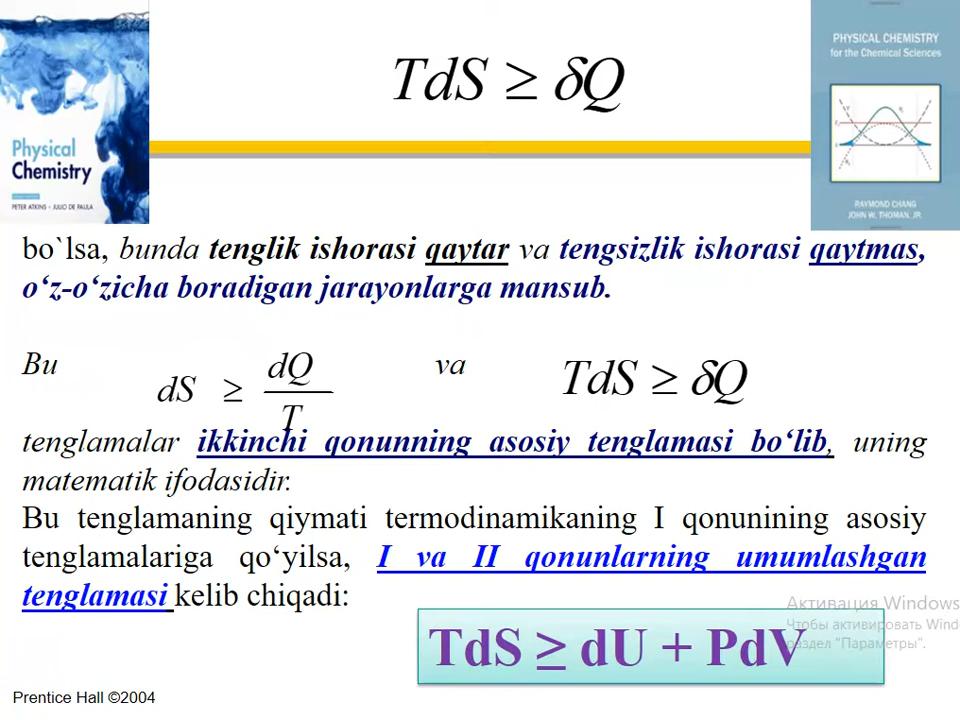 TdS ≥ δQ
Physical
Chemistry
PETER ATKINS • JULIO DE PAULA
PHYSICAL CHEMISTRY
for the Chemical Sciences
RAYMOND CHANG
JOHN W. THOMAN, JR.
bo`lsa, bunda tenglik ishorasi qaytar va tengsizlik ishorasi qaytmas,
o‘z-o‘zicha boradigan jarayonlarga mansub.
Bu dS ≥ dQ/T va TdS ≥ δQ
tenglamalar ikkinchi qonunning asosiy tenglamasi bo‘lib, uning
matematik ifodasidir.
Bu tenglamaning qiymati termodinamikaning I qonunining asosiy
tenglamalariga qo‘yilsa, I va II qonunlarning umumlashgan
tenglamasi kelib chiqadi:
TdS ≥ dU + PdV
Активация Windows
Чтобы активировать Wind
раздел "Параметры".
Prentice Hall ©2004